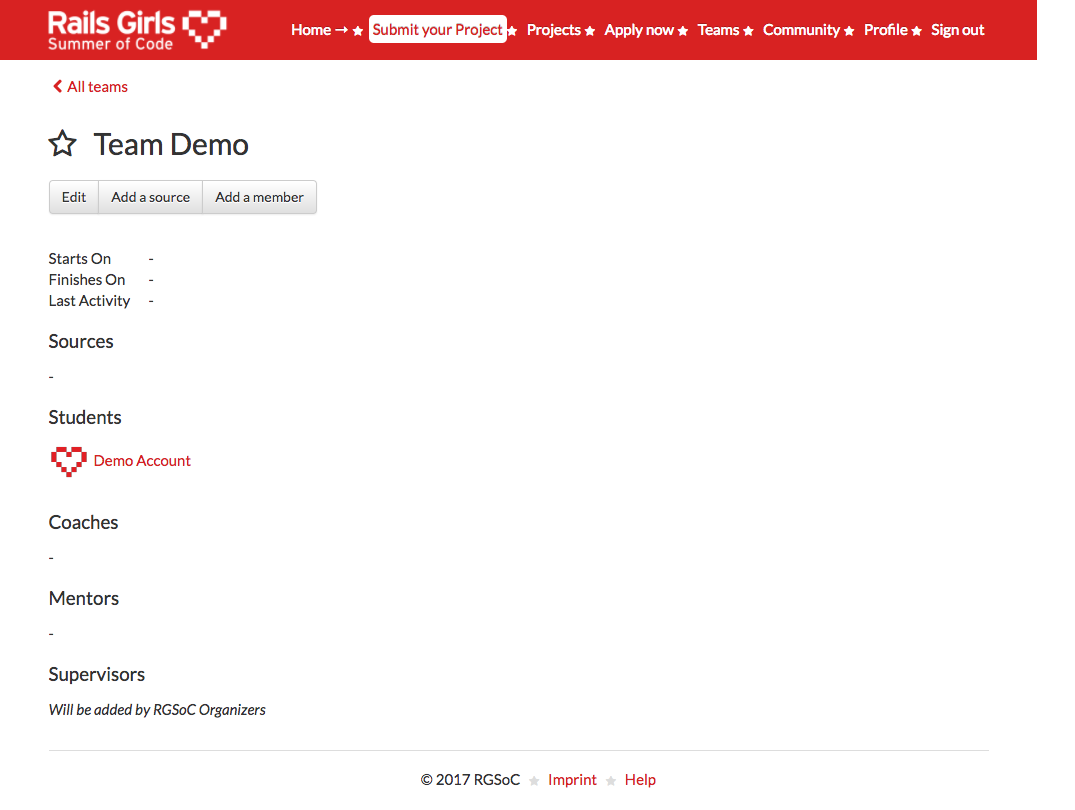 Rails Girls
Summer of Code
Home → Submit your Project Projects Apply now Teams Community Profile Sign out
All teams
Team Demo
Edit Add a source Add a member
Starts On -
Finishes On -
Last Activity -
Sources
-
Students
Demo Account
Coaches
-
Mentors
-
Supervisors
Will be added by RGSoC Organizers
© 2017 RGSoC Imprint Help